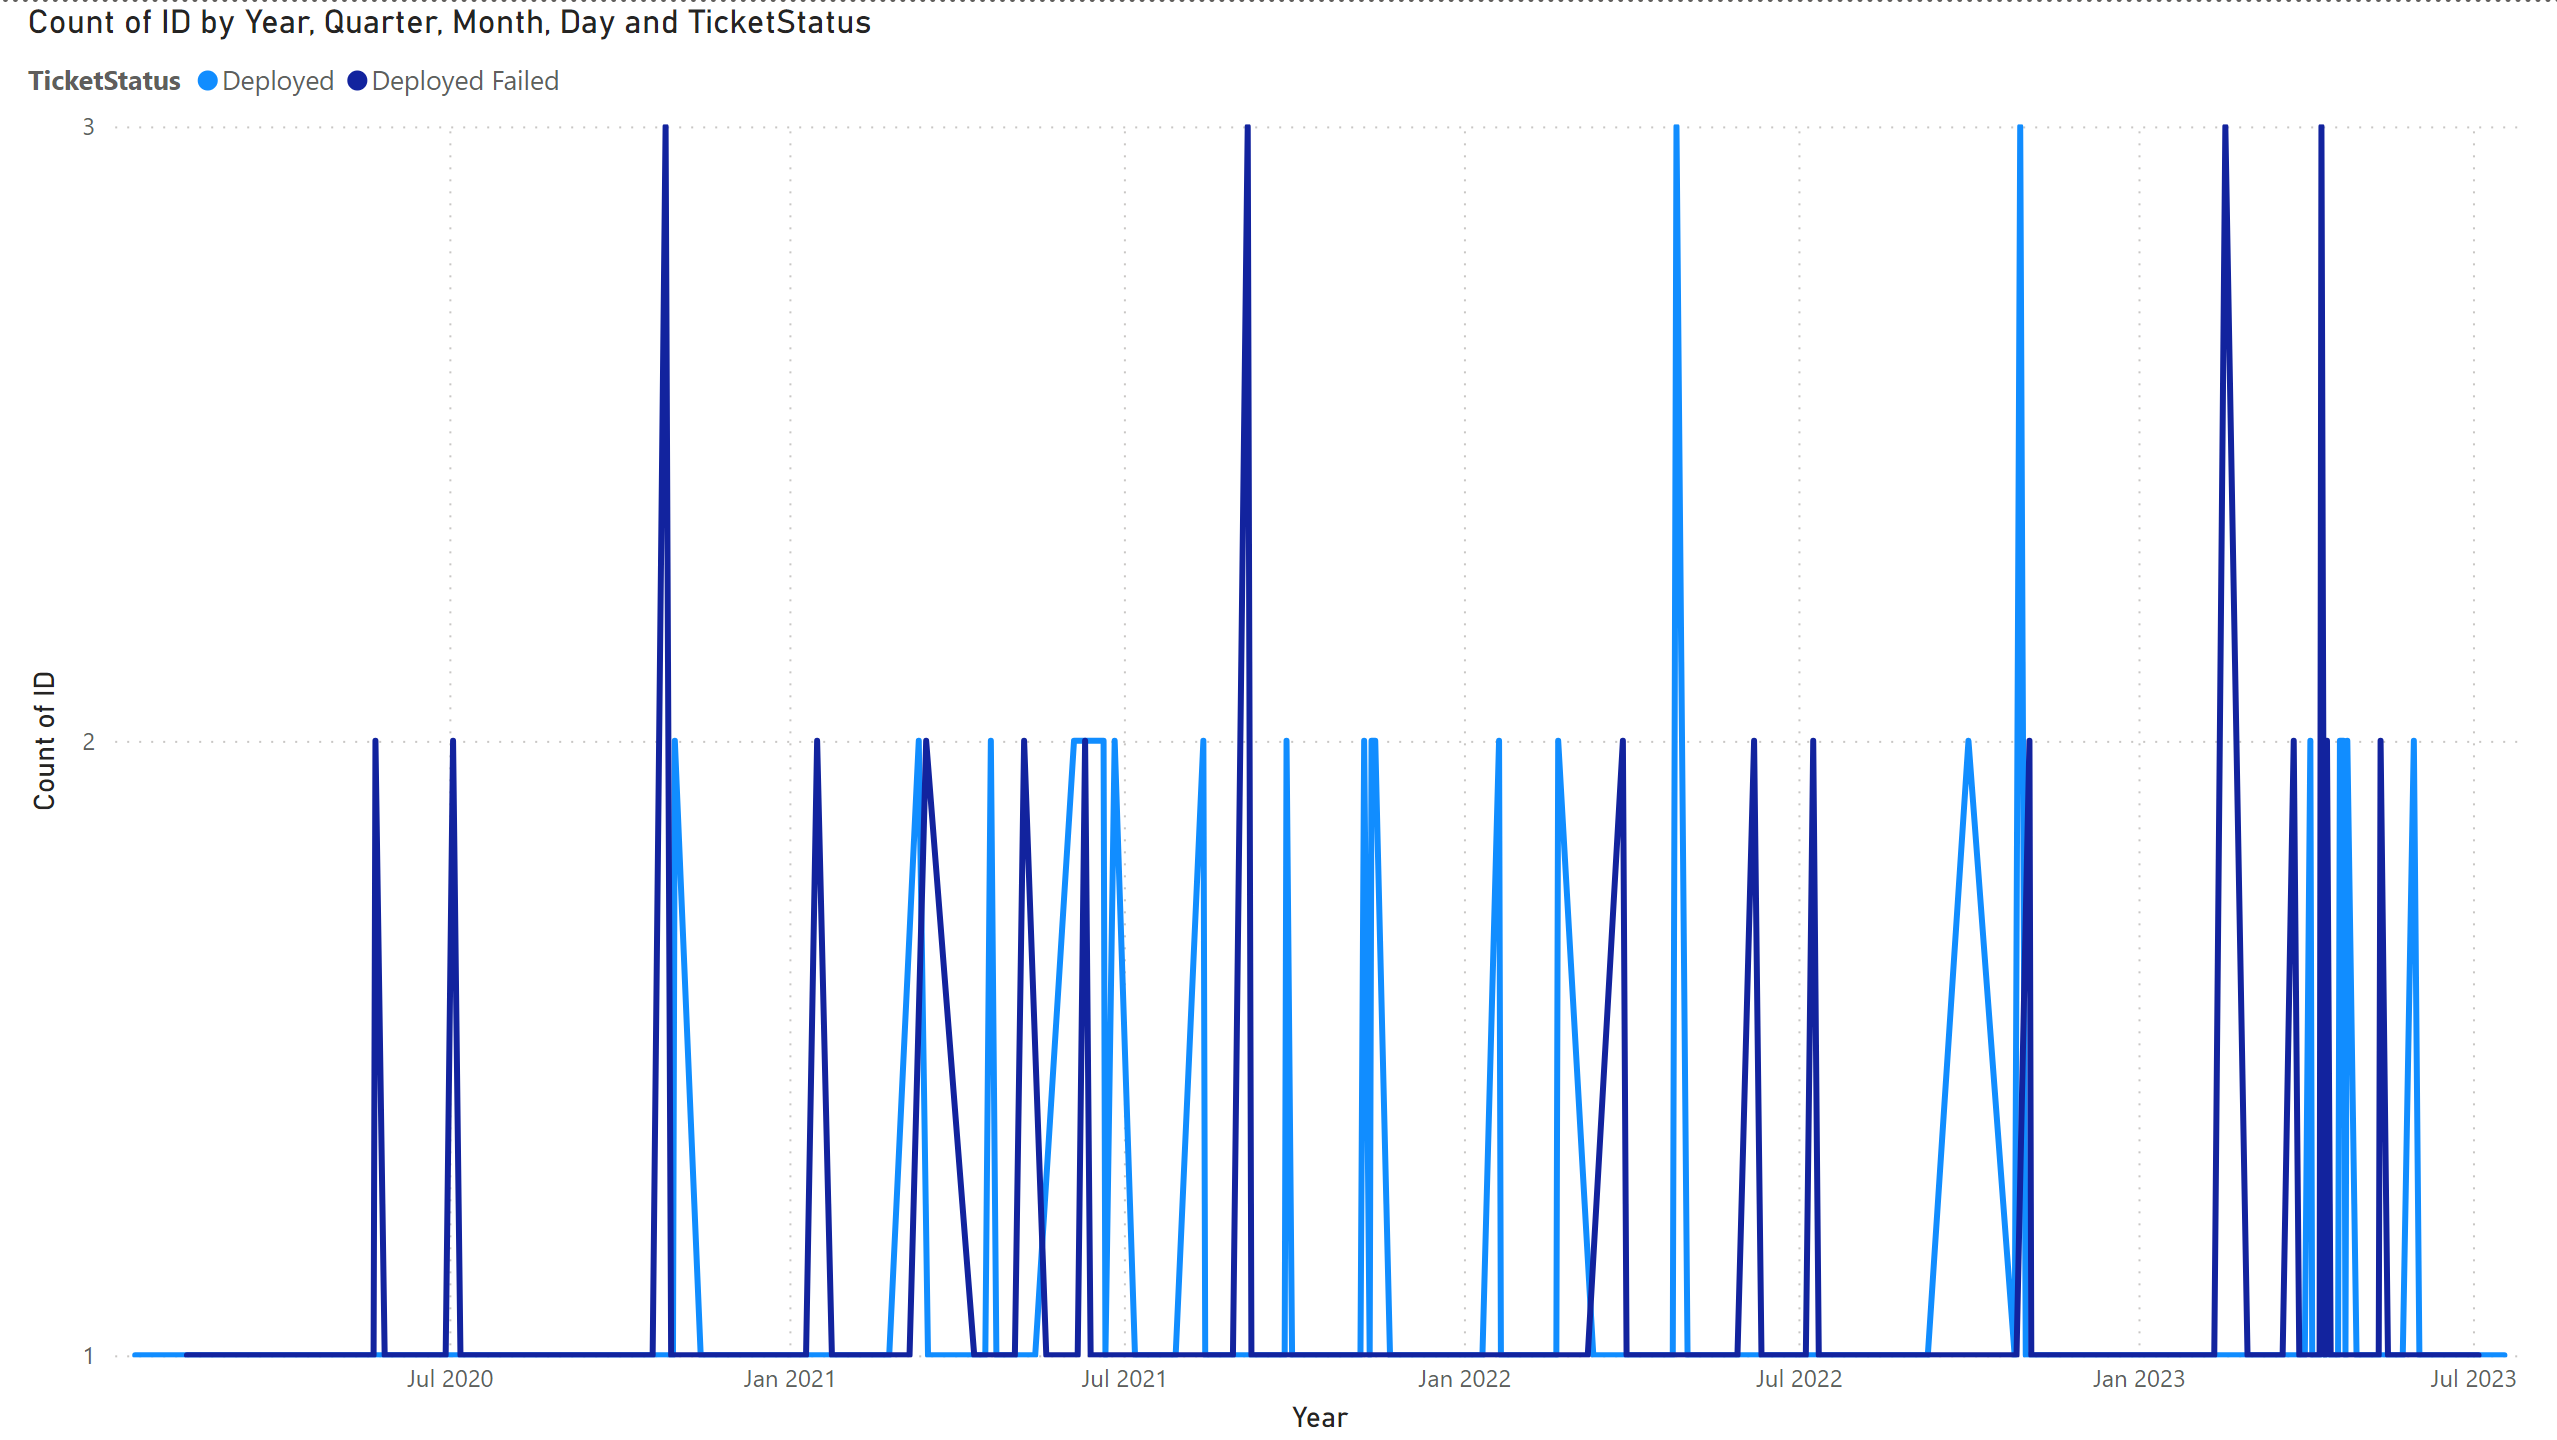 Count of ID by Year, Quarter, Month, Day and TicketStatus
TicketStatus Deployed Deployed Failed
3
2
1
Count of ID
Jul 2020 Jan 2021 Jul 2021 Jan 2022 Jul 2022 Jan 2023 Jul 2023
Year